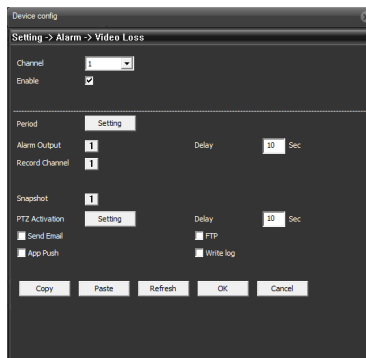 Device config
Setting -> Alarm -> Video Loss
Channel 1
Enable
Period Setting
Alarm Output 1 Delay 10 Sec
Record Channel 1
Snapshot 1
PTZ Activation Setting Delay 10 Sec
Send Email FTP
App Push Write log
Copy Paste Refresh OK Cancel